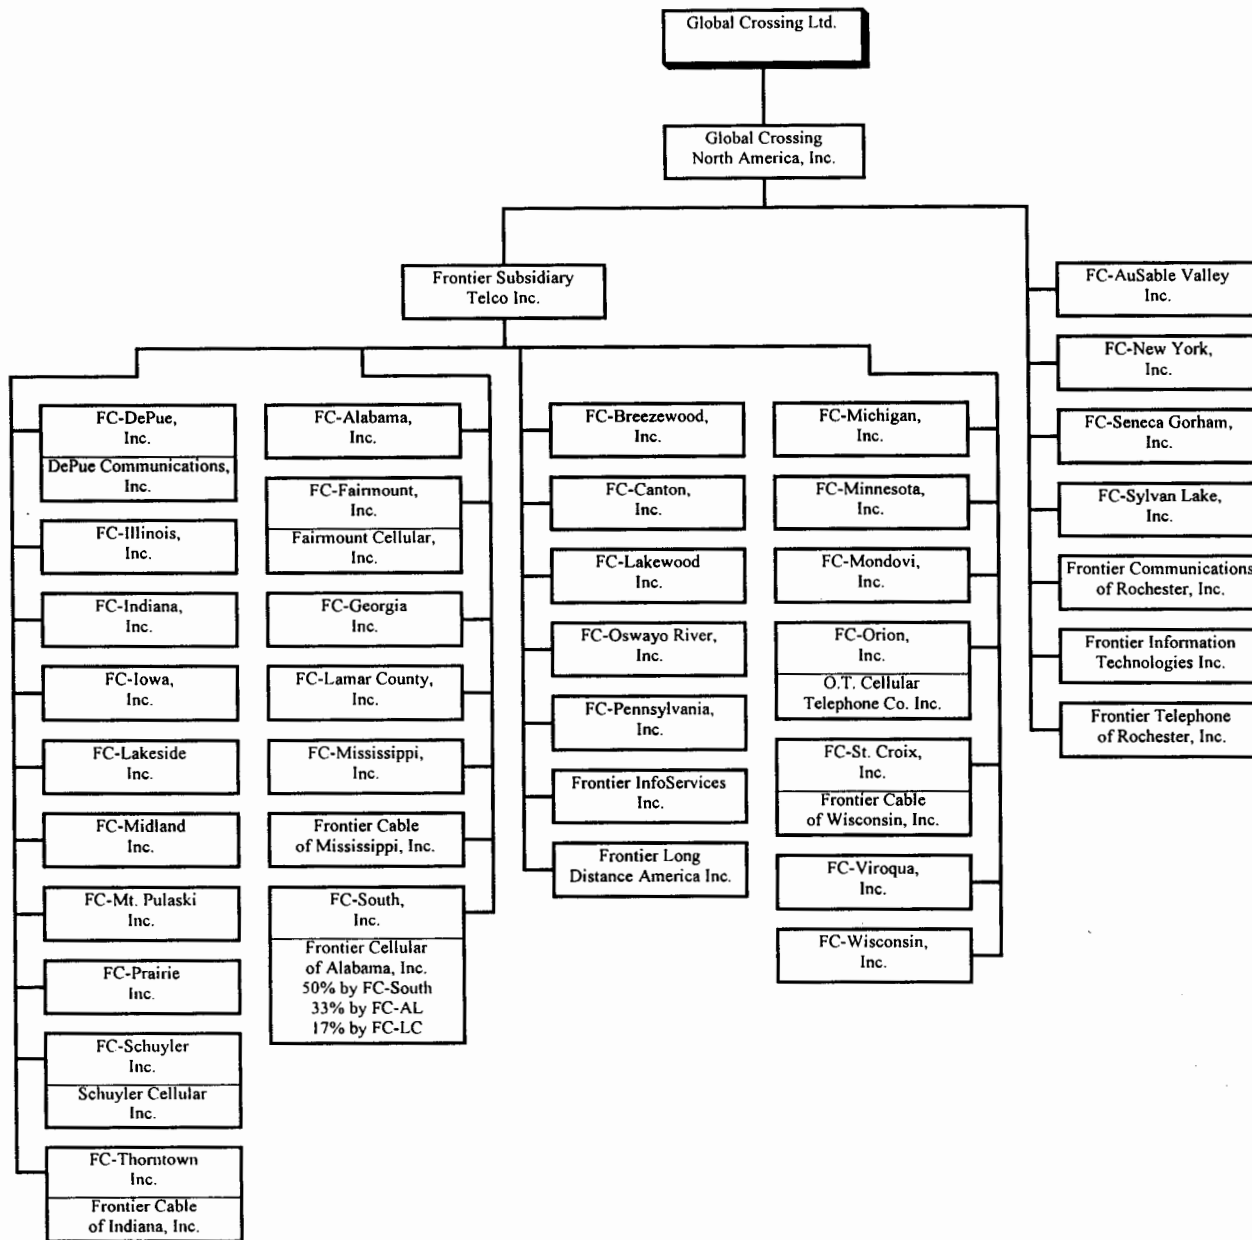 Global Crossing Ltd.
Global Crossing
North America, Inc.
Frontier Subsidiary
Telco Inc.
FC-DePue,
Inc.
DePue Communications,
Inc.
FC-Illinois,
Inc.
FC-Indiana,
Inc.
FC-Iowa,
Inc.
FC-Lakeside
Inc.
FC-Midland
Inc.
FC-Mt. Pulaski
Inc.
FC-Prairie
Inc.
FC-Schuyler
Inc.
Schuyler Cellular
Inc.
FC-Thorntown
Inc.
Frontier Cable
of Indiana, Inc.
FC-Alabama,
Inc.
FC-Fairmount,
Inc.
Fairmount Cellular,
Inc.
FC-Georgia
Inc.
FC-Lamar County,
Inc.
FC-Mississippi,
Inc.
Frontier Cable
of Mississippi, Inc.
FC-South,
Inc.
Frontier Cellular
of Alabama, Inc.
50% by FC-South
33% by FC-AL
17% by FC-LC
FC-Breezewood,
Inc.
FC-Canton,
Inc.
FC-Lakewood
Inc.
FC-Oswayo River,
Inc.
FC-Pennsylvania,
Inc.
Frontier InfoServices
Inc.
Frontier Long
Distance America Inc.
FC-Michigan,
Inc.
FC-Minnesota,
Inc.
FC-Mondovi,
Inc.
FC-Orion,
Inc.
O.T. Cellular
Telephone Co. Inc.
FC-St. Croix,
Inc.
Frontier Cable
of Wisconsin, Inc.
FC-Viroqua,
Inc.
FC-Wisconsin,
Inc.
FC-AuSable Valley
Inc.
FC-New York,
Inc.
FC-Seneca Gorham,
Inc.
FC-Sylvan Lake,
Inc.
Frontier Communications
of Rochester, Inc.
Frontier Information
Technologies Inc.
Frontier Telephone
of Rochester, Inc.